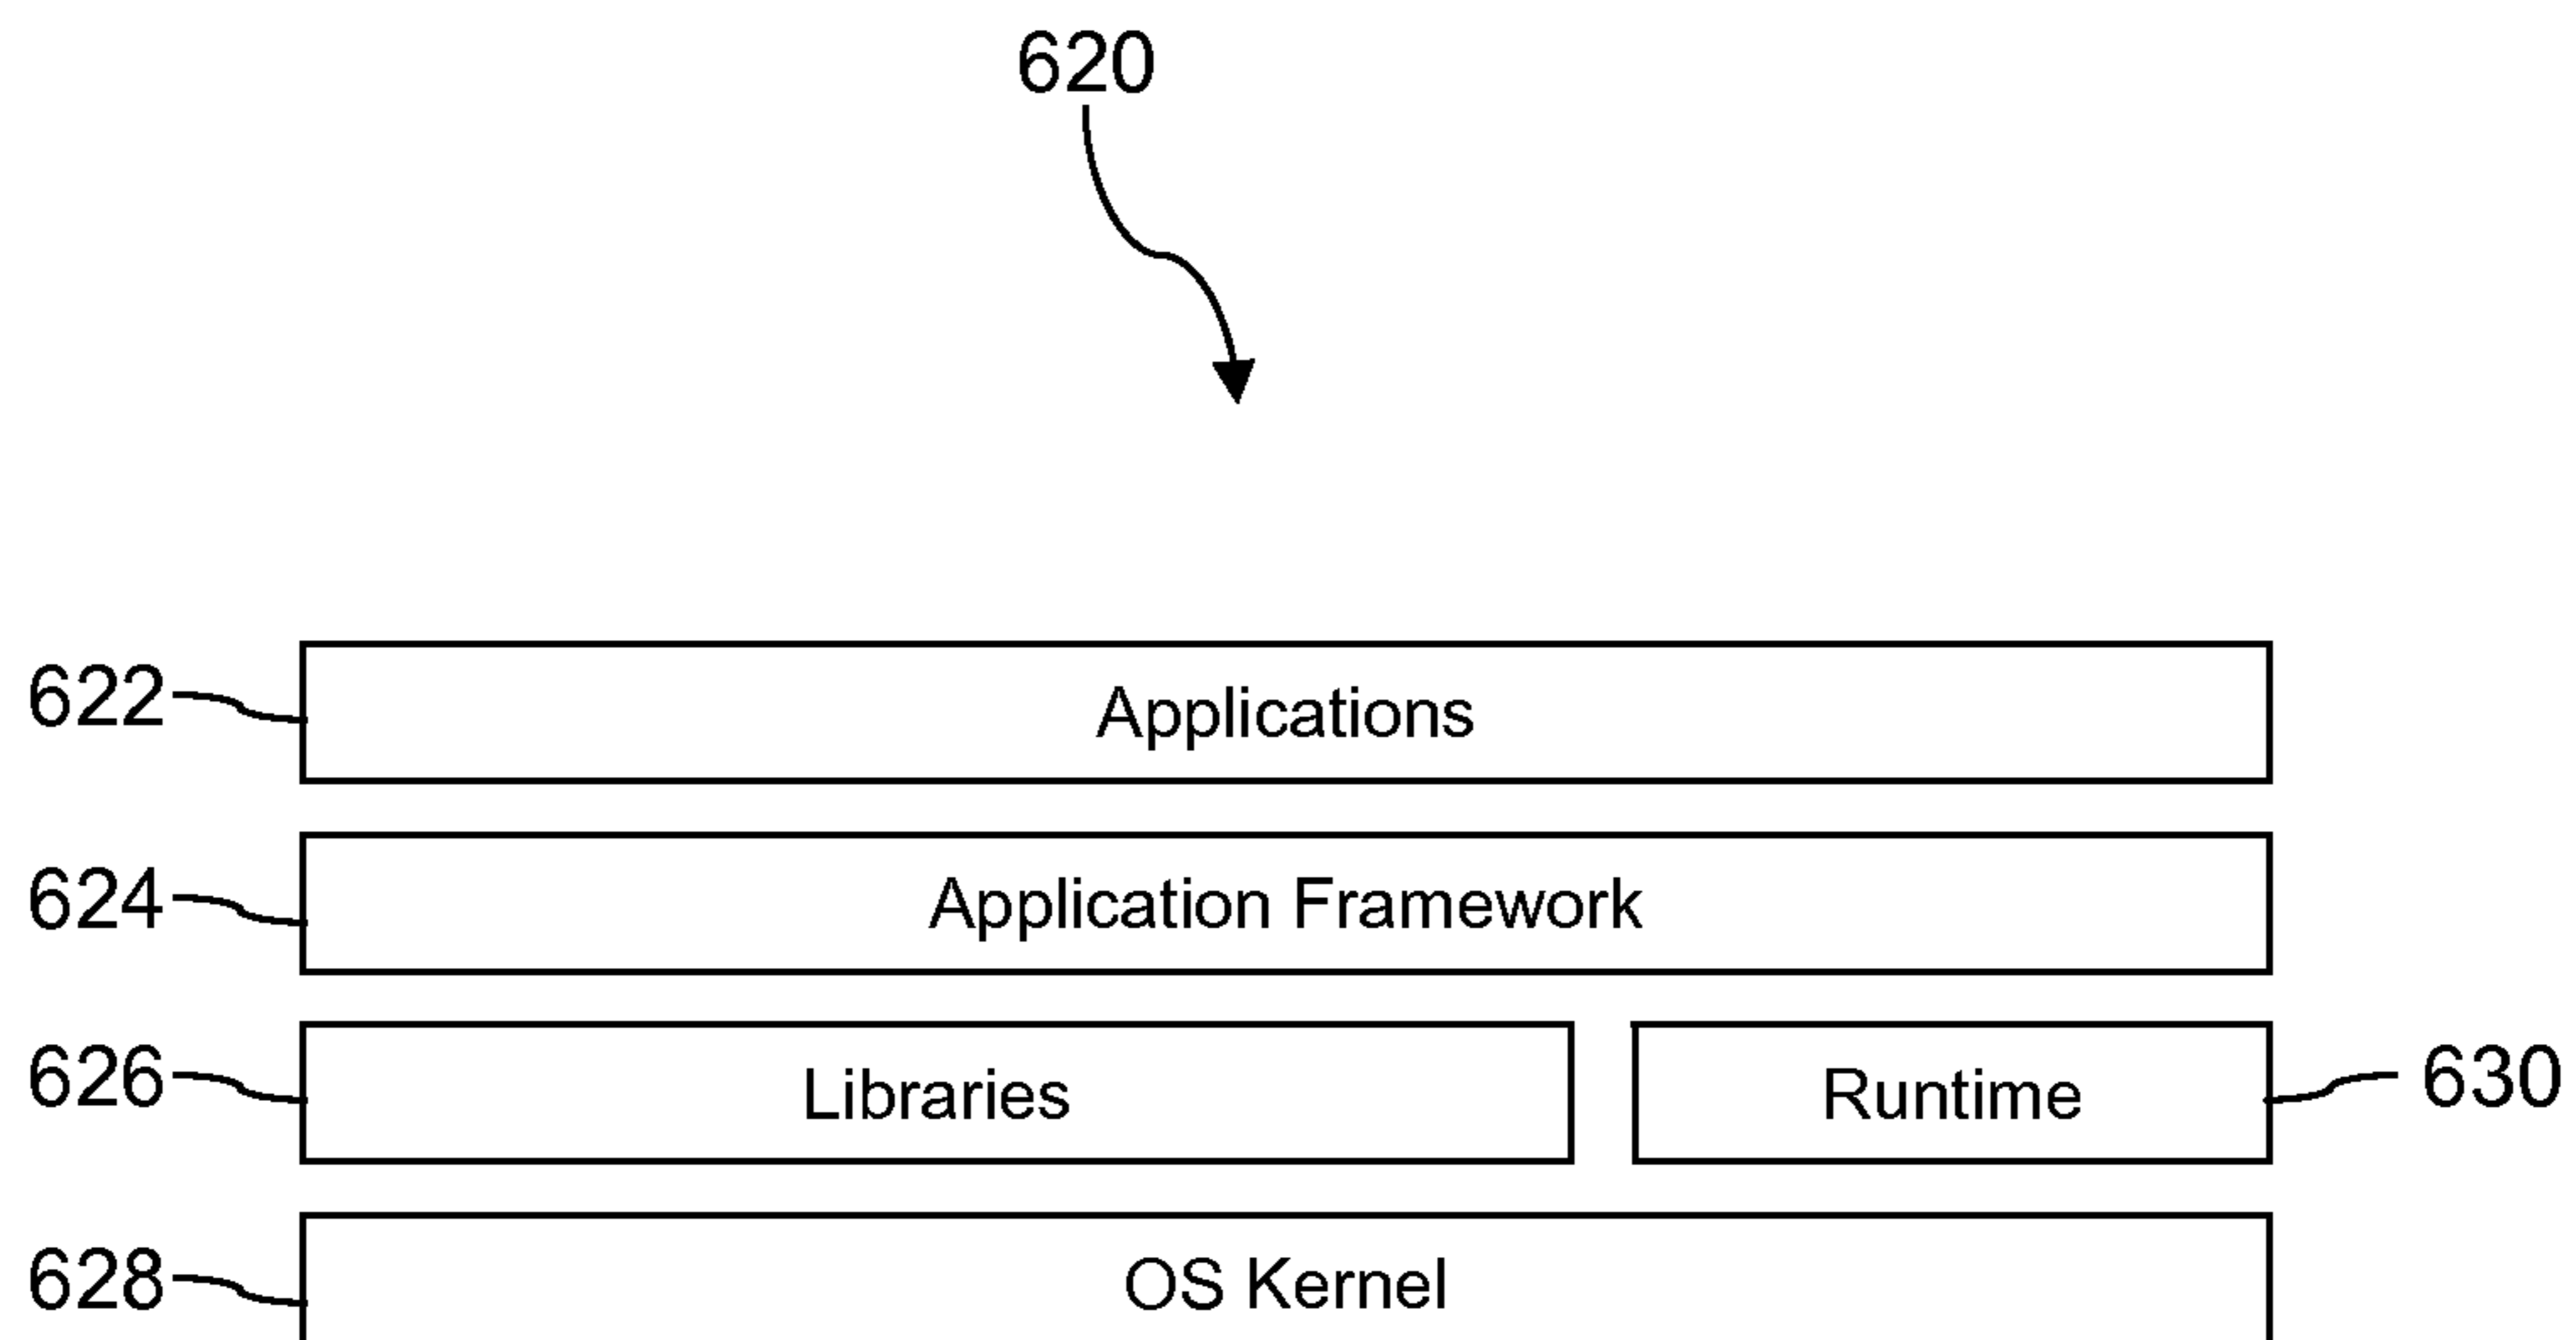 620
622
Applications
624
Application Framework
626
Libraries
Runtime
630
628
OS Kernel